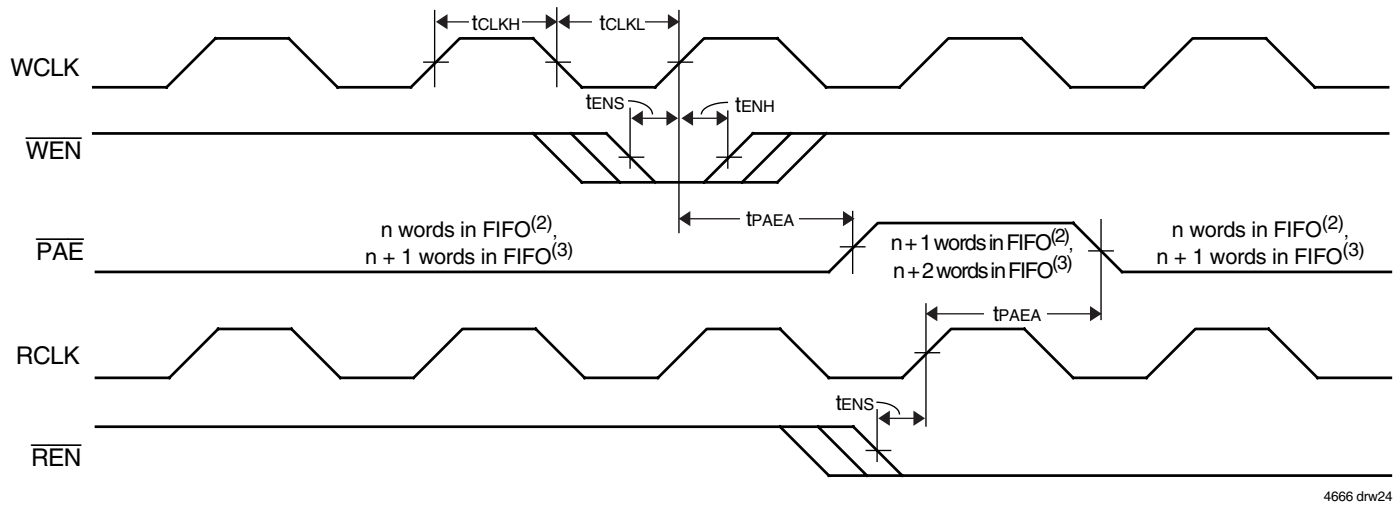 tCLKH tCLKL
WCLK
tENS tENH
WEN
tPAEA
PAE
n words in FIFO(2),
n + 1 words in FIFO(3)
n + 1 words in FIFO(2),
n + 2 words in FIFO(3)
n words in FIFO(2),
n + 1 words in FIFO(3)
tPAEA
RCLK
tENS
REN
4666 drw24